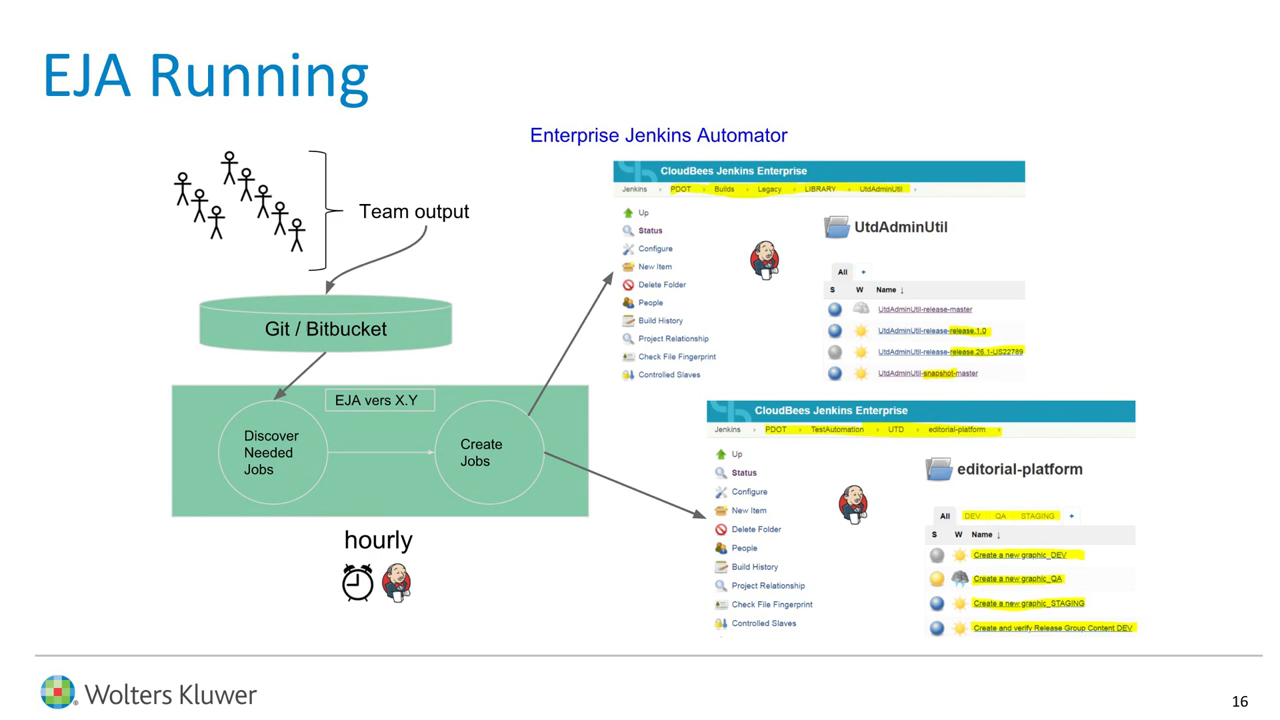 EJA Running
Enterprise Jenkins Automator
Team output
Git / Bitbucket
EJA vers X.Y
Discover
Needed
Jobs
Create
Jobs
hourly
CloudBees Jenkins Enterprise
Jenkins › PDOT › Builds › Legacy › LIBRARY › UtdAdminUtil ›
Up
Status
Configure
New Item
Delete Folder
People
Build History
Project Relationship
Check File Fingerprint
Controlled Slaves
UtdAdminUtil
All +
S W Name ↓
UtdAdminUtil-release-master
UtdAdminUtil-release-release.1.0
UtdAdminUtil-release-release.26.1-US22789
UtdAdminUtil-snapshot-master
CloudBees Jenkins Enterprise
Jenkins › PDOT › TestAutomation › UTD › editorial-platform ›
Up
Status
Configure
New Item
Delete Folder
People
Build History
Project Relationship
Check File Fingerprint
Controlled Slaves
editorial-platform
All DEV QA STAGING +
S W Name ↓
Create a new graphic_DEV
Create a new graphic_QA
Create a new graphic_STAGING
Create and verify Release Group Content DEV
Wolters Kluwer
16